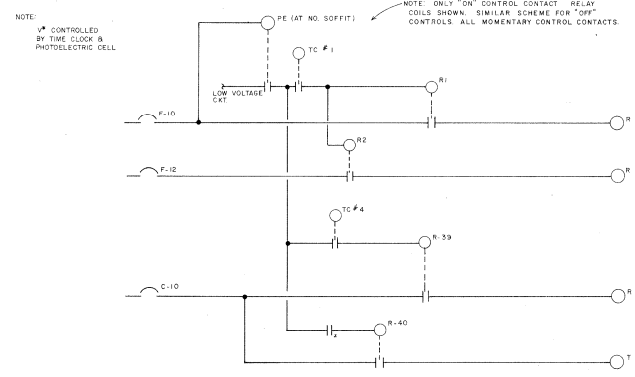 NOTE:
V* CONTROLLED
BY TIME CLOCK &
PHOTOELECTRIC CELL
NOTE: ONLY "ON" CONTROL CONTACT RELAY
COILS SHOWN. SIMILAR SCHEME FOR "OFF"
CONTROLS. ALL MOMENTARY CONTROL CONTACTS.
PE (AT NO. SOFFIT)
TC #1
R1
LOW VOLTAGE
CKT.
F-10
R
R2
F-12
R
TC #4
R-39
C-10
R
R-40
2
T